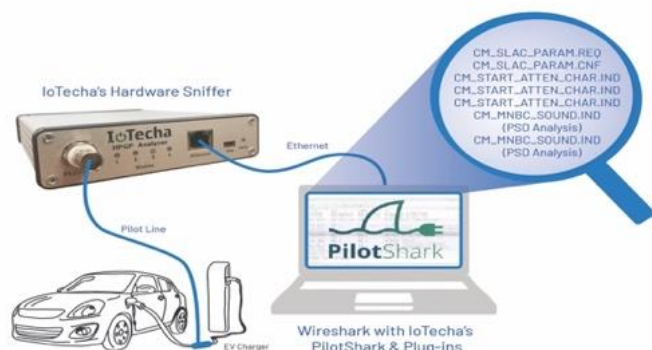 IoTecha's Hardware Sniffer
IoTecha
HPGP Analyzer
Ethernet
Pilot Line
EV Charger
PilotShark
Wireshark with IoTecha's
PilotShark & Plug-ins
CM_SLAC_PARAM.REQ
CM_SLAC_PARAM.CNF
CM_START_ATTEN_CHAR.IND
CM_START_ATTEN_CHAR.IND
CM_START_ATTEN_CHAR.IND
CM_MNBC_SOUND.IND
(PSD Analysis)
CM_MNBC_SOUND.IND
(PSD Analysis)